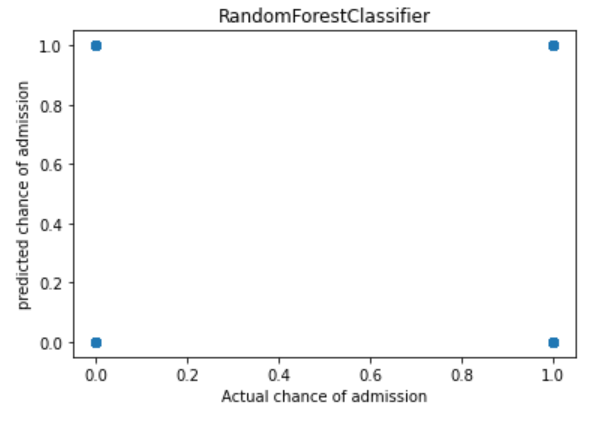 RandomForestClassifier
1.0
0.8
0.6
0.4
0.2
0.0
predicted chance of admission
0.0 0.2 0.4 0.6 0.8 1.0
Actual chance of admission